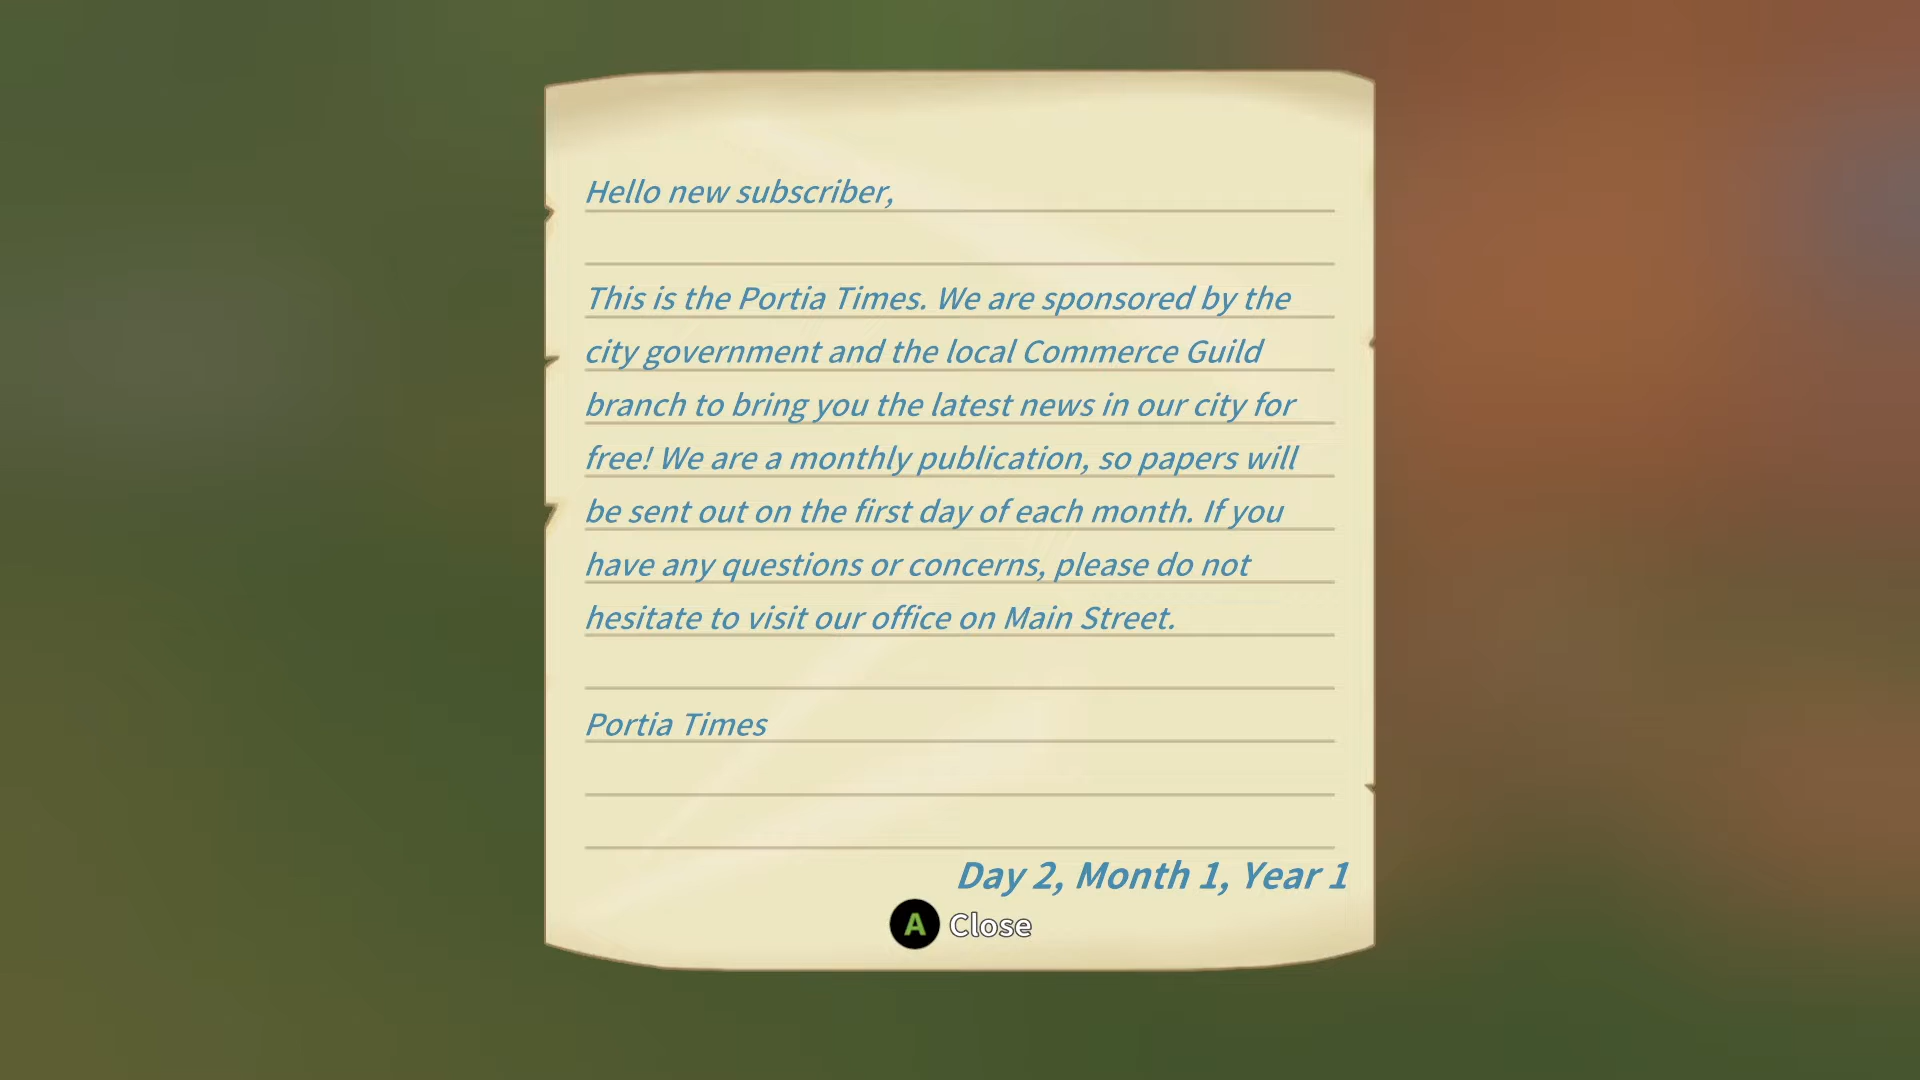 Hello new subscriber,
This is the Portia Times. We are sponsored by the
city government and the local Commerce Guild
branch to bring you the latest news in our city for
free! We are a monthly publication, so papers will
be sent out on the first day of each month. If you
have any questions or concerns, please do not
hesitate to visit our office on Main Street.
Portia Times
Day 2, Month 1, Year 1
A Close